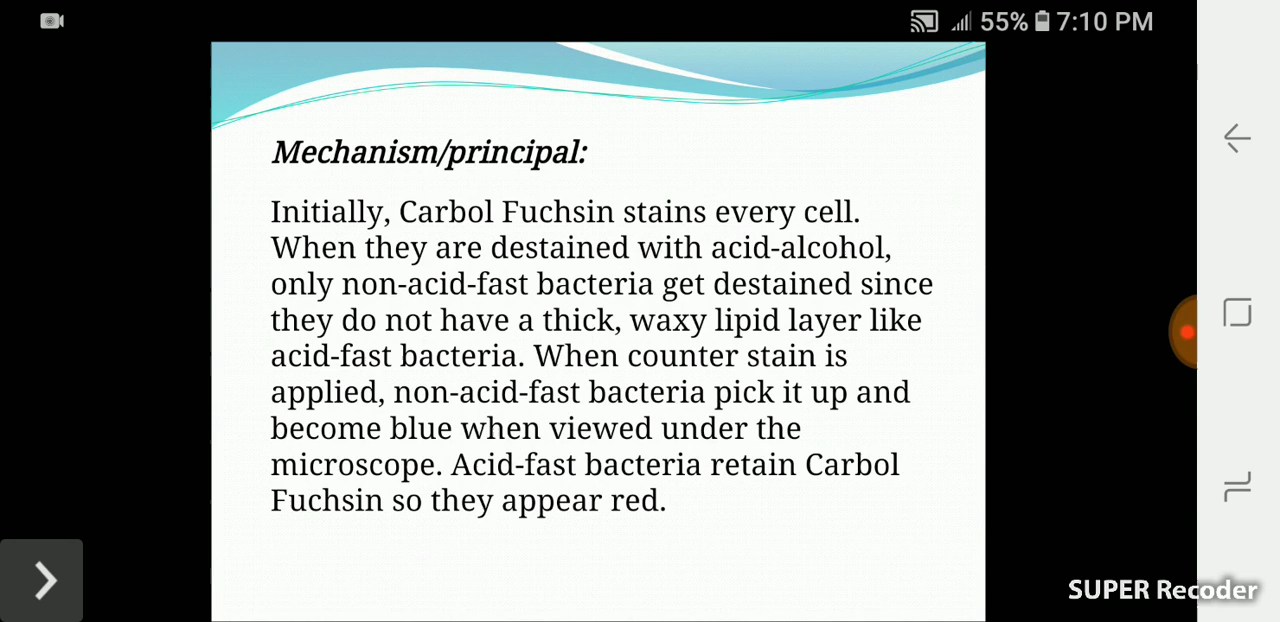 55% 7:10 PM
Mechanism/principal:
Initially, Carbol Fuchsin stains every cell.
When they are destained with acid-alcohol,
only non-acid-fast bacteria get destained since
they do not have a thick, waxy lipid layer like
acid-fast bacteria. When counter stain is
applied, non-acid-fast bacteria pick it up and
become blue when viewed under the
microscope. Acid-fast bacteria retain Carbol
Fuchsin so they appear red.
SUPER Recoder